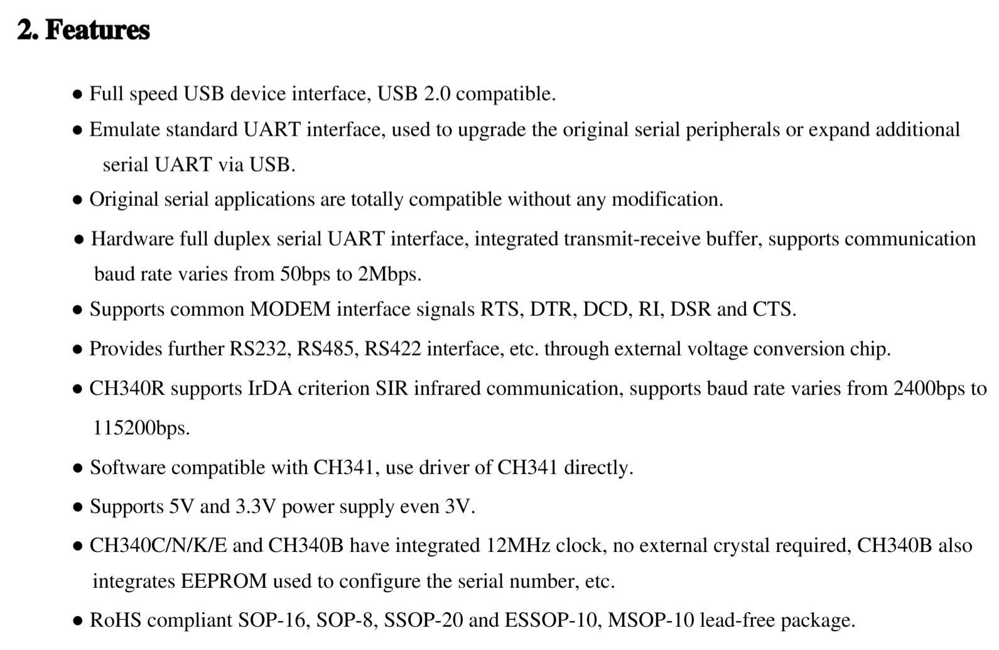 2. Features
● Full speed USB device interface, USB 2.0 compatible.
● Emulate standard UART interface, used to upgrade the original serial peripherals or expand additional
serial UART via USB.
● Original serial applications are totally compatible without any modification.
● Hardware full duplex serial UART interface, integrated transmit-receive buffer, supports communication
baud rate varies from 50bps to 2Mbps.
● Supports common MODEM interface signals RTS, DTR, DCD, RI, DSR and CTS.
● Provides further RS232, RS485, RS422 interface, etc. through external voltage conversion chip.
● CH340R supports IrDA criterion SIR infrared communication, supports baud rate varies from 2400bps to
115200bps.
● Software compatible with CH341, use driver of CH341 directly.
● Supports 5V and 3.3V power supply even 3V.
● CH340C/N/K/E and CH340B have integrated 12MHz clock, no external crystal required, CH340B also
integrates EEPROM used to configure the serial number, etc.
● RoHS compliant SOP-16, SOP-8, SSOP-20 and ESSOP-10, MSOP-10 lead-free package.